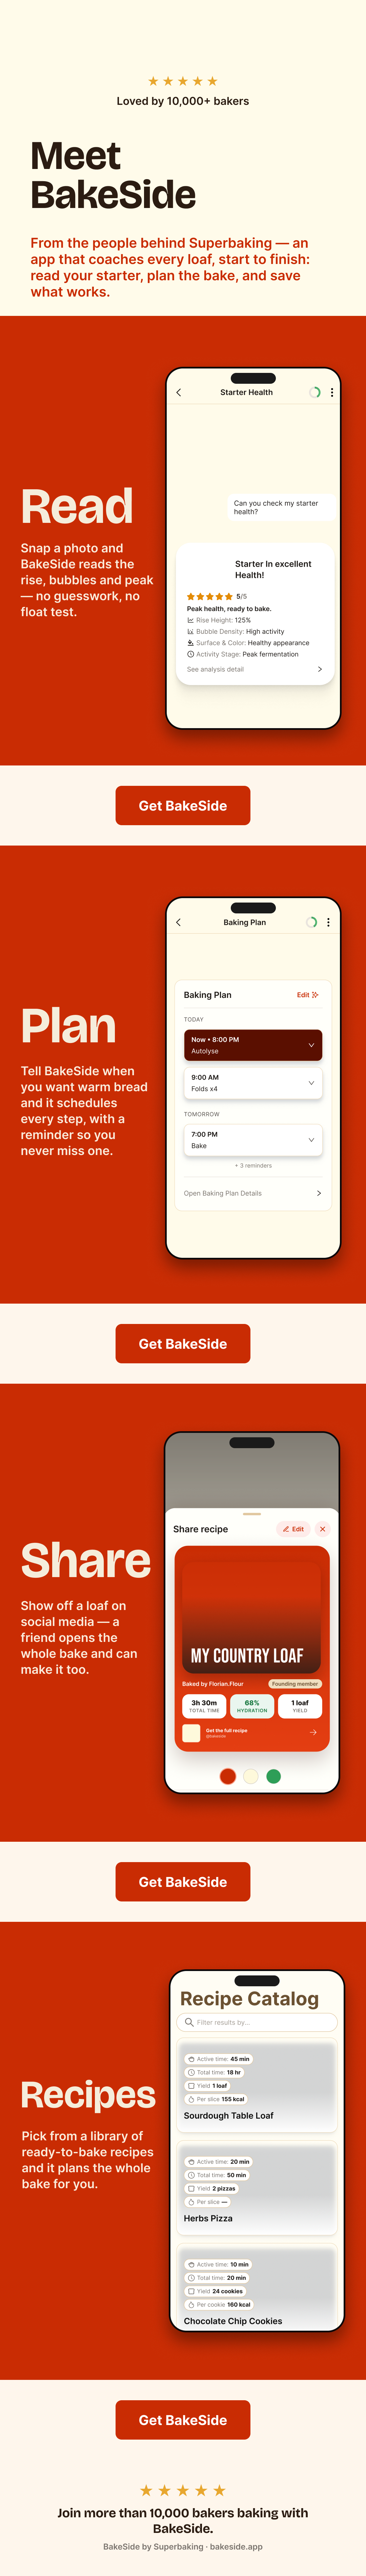 Loved by 10,000+ bakers
Meet
BakeSide
From the people behind Superbaking — an
app that coaches every loaf, start to finish:
read your starter, plan the bake, and save
what works.
Read
Snap a photo and
BakeSide reads the
rise, bubbles and peak
— no guesswork, no
float test.
Starter Health
Can you check my starter
health?
Starter In excellent
Health!
5/5
Peak health, ready to bake.
Rise Height: 125%
Bubble Density: High activity
Surface & Color: Healthy appearance
Activity Stage: Peak fermentation
See analysis detail
Get BakeSide
Plan
Tell BakeSide when
you want warm bread
and it schedules
every step, with a
reminder so you
never miss one.
Baking Plan
Baking Plan
Edit
TODAY
Now • 8:00 PM
Autolyse
9:00 AM
Folds x4
TOMORROW
7:00 PM
Bake
+ 3 reminders
Open Baking Plan Details
Get BakeSide
Share
Show off a loaf on
social media — a
friend opens the
whole bake and can
make it too.
Share recipe
Edit
MY COUNTRY LOAF
Baked by Florian.Flour
Founding member
3h 30m
TOTAL TIME
68%
HYDRATION
1 loaf
YIELD
Get the full recipe
@bakeside
Get BakeSide
Recipes
Pick from a library of
ready-to-bake recipes
and it plans the whole
bake for you.
Recipe Catalog
Filter results by...
Active time: 45 min
Total time: 18 hr
Yield 1 loaf
Per slice 155 kcal
Sourdough Table Loaf
Active time: 20 min
Total time: 50 min
Yield 2 pizzas
Per slice —
Herbs Pizza
Active time: 10 min
Total time: 20 min
Yield 24 cookies
Per cookie 160 kcal
Chocolate Chip Cookies
Get BakeSide
Join more than 10,000 bakers baking with
BakeSide.
BakeSide by Superbaking · bakeside.app